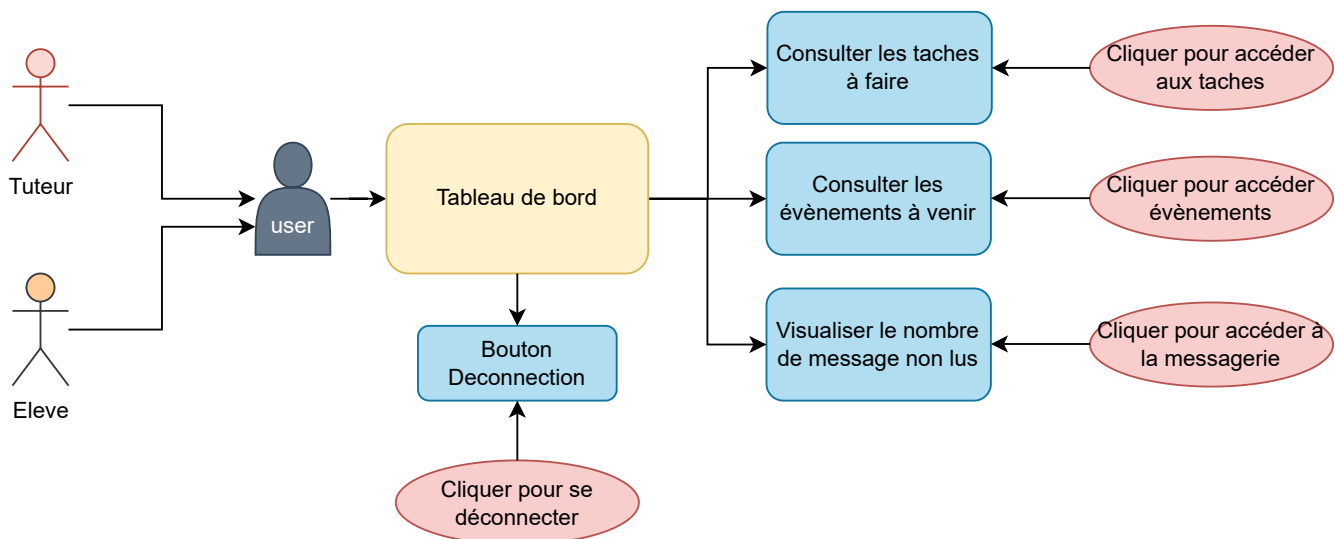 Tuteur
Eleve
user
Tableau de bord
Bouton
Deconnection
Cliquer pour se
déconnecter
Consulter les taches
à faire
Cliquer pour accéder
aux taches
Consulter les
évènements à venir
Cliquer pour accéder
évènements
Visualiser le nombre
de message non lus
Cliquer pour accéder à
la messagerie